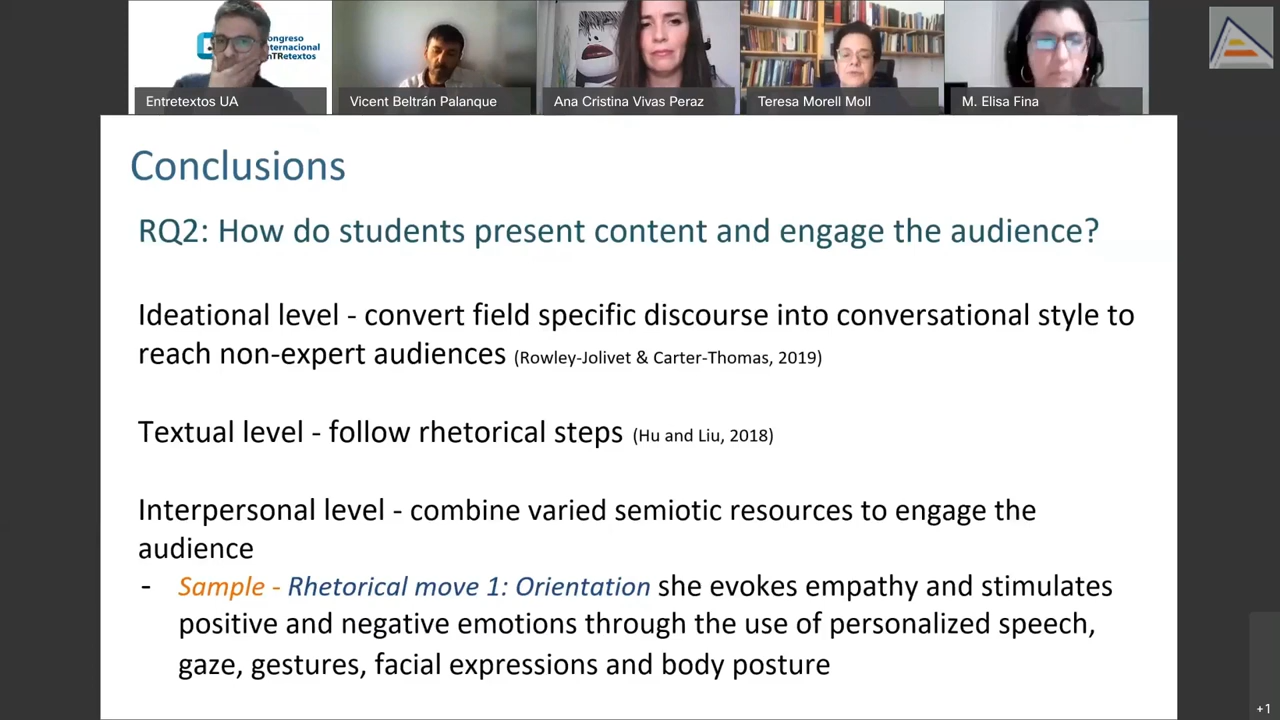 ongreso
nternacional
nTRetextos
Entretextos UA
Vicent Beltrán Palanque
Ana Cristina Vivas Peraz
Teresa Morell Moll
M. Elisa Fina
Conclusions
RQ2: How do students present content and engage the audience?
Ideational level - convert field specific discourse into conversational style to
reach non-expert audiences (Rowley-Jolivet & Carter-Thomas, 2019)
Textual level - follow rhetorical steps (Hu and Liu, 2018)
Interpersonal level - combine varied semiotic resources to engage the
audience
- Sample - Rhetorical move 1: Orientation she evokes empathy and stimulates
positive and negative emotions through the use of personalized speech,
gaze, gestures, facial expressions and body posture
+1